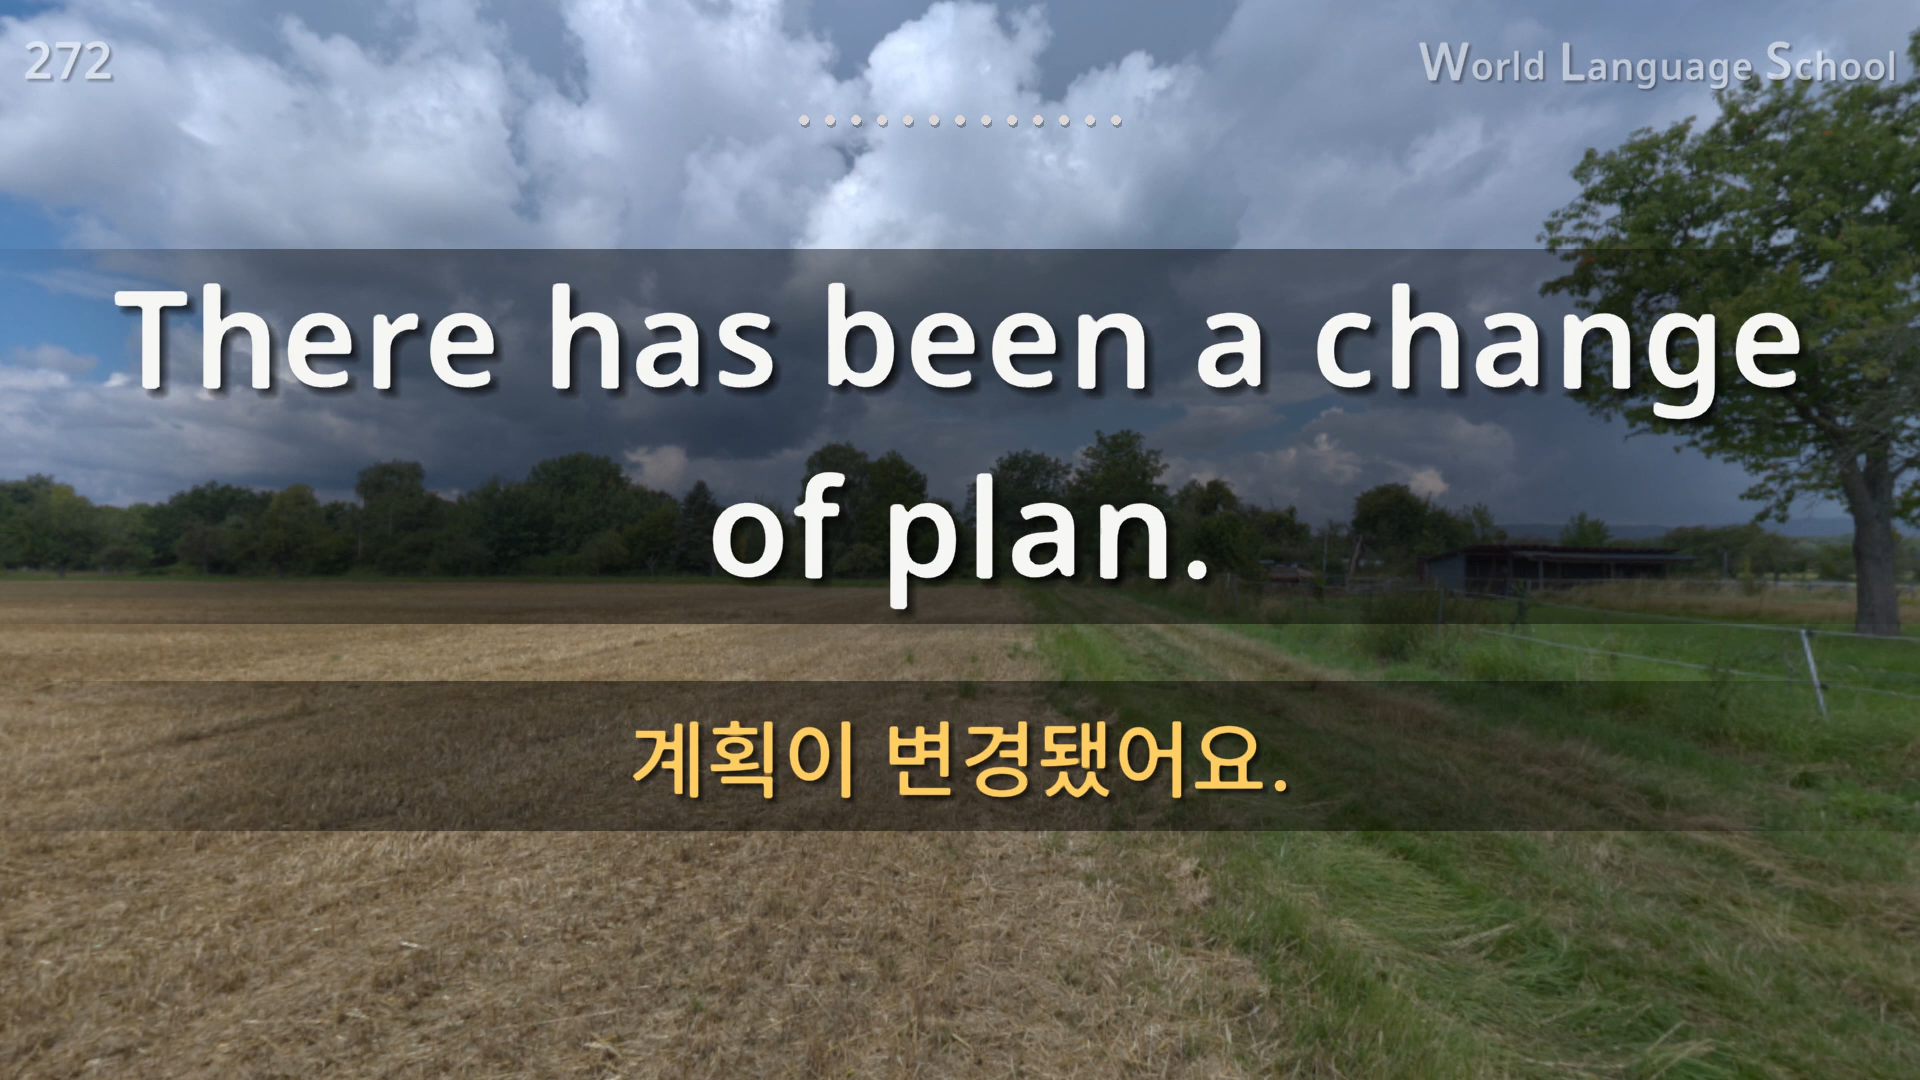 272
World Language School
There has been a change
of plan.
계획이 변경됐어요.